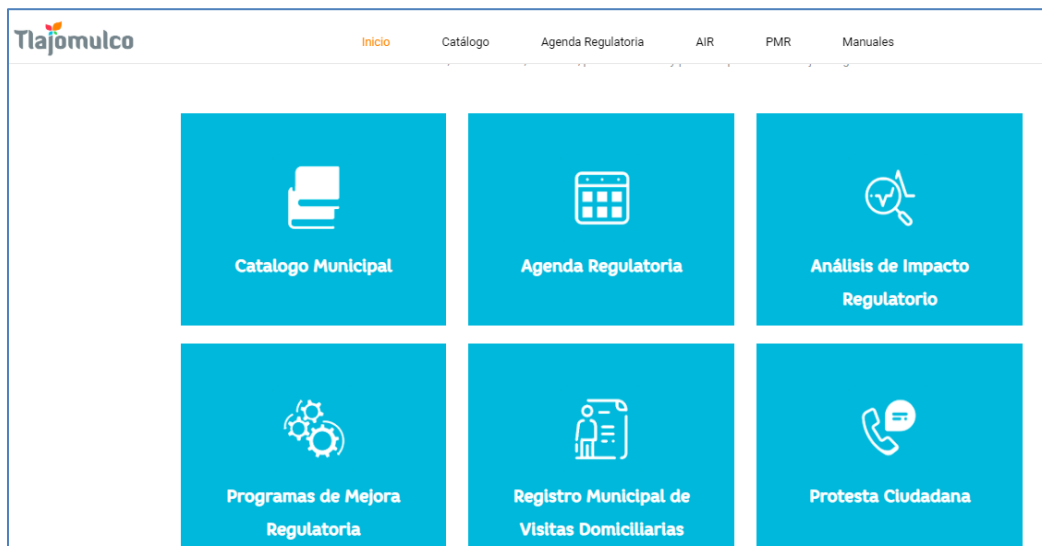 Tlajomulco
Inicio Catálogo Agenda Regulatoria AIR PMR Manuales
Catalogo Municipal
Agenda Regulatoria
Análisis de Impacto
Regulatorio
Programas de Mejora
Regulatoria
Registro Municipal de
Visitas Domiciliarias
Protesta Ciudadana